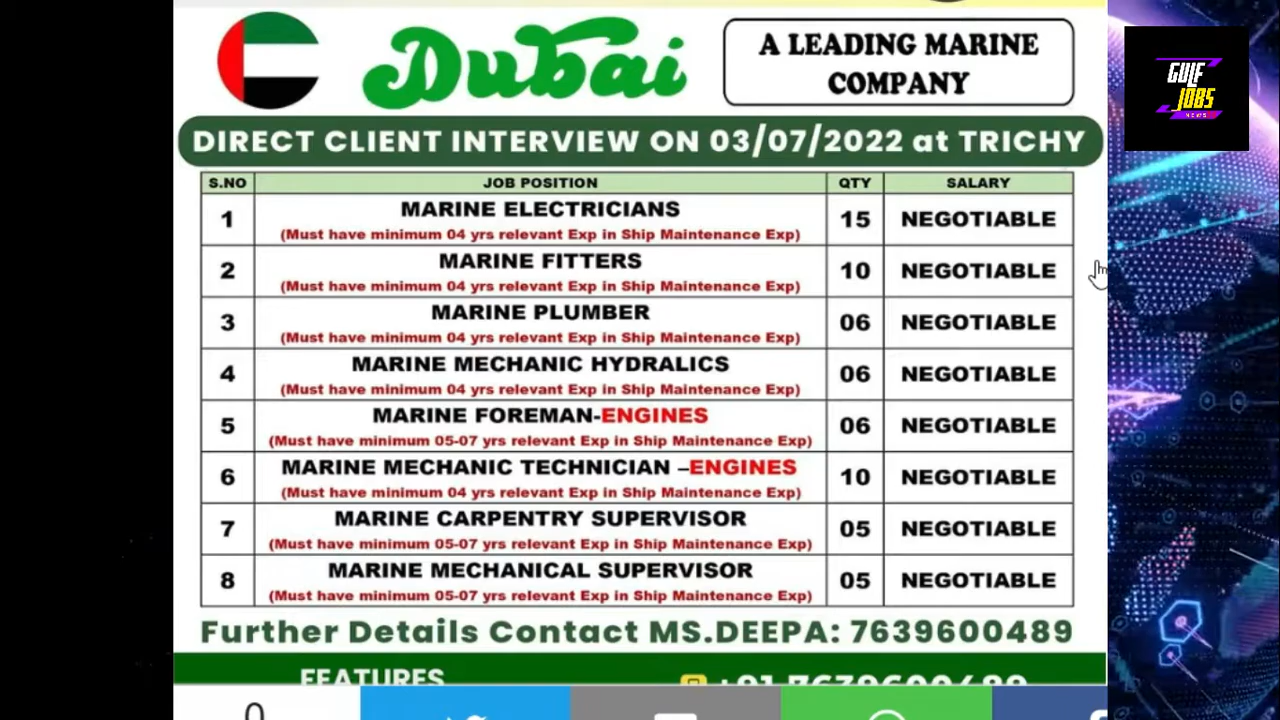 Dubai
A LEADING MARINE
COMPANY
GULF
JOBS
NEWS
DIRECT CLIENT INTERVIEW ON 03/07/2022 at TRICHY
S.NO JOB POSITION QTY SALARY
1 MARINE ELECTRICIANS 15 NEGOTIABLE
(Must have minimum 04 yrs relevant Exp in Ship Maintenance Exp)
2 MARINE FITTERS 10 NEGOTIABLE
(Must have minimum 04 yrs relevant Exp in Ship Maintenance Exp)
3 MARINE PLUMBER 06 NEGOTIABLE
(Must have minimum 04 yrs relevant Exp in Ship Maintenance Exp)
4 MARINE MECHANIC HYDRALICS 06 NEGOTIABLE
(Must have minimum 04 yrs relevant Exp in Ship Maintenance Exp)
5 MARINE FOREMAN-ENGINES 06 NEGOTIABLE
(Must have minimum 05-07 yrs relevant Exp in Ship Maintenance Exp)
6 MARINE MECHANIC TECHNICIAN –ENGINES 10 NEGOTIABLE
(Must have minimum 04 yrs relevant Exp in Ship Maintenance Exp)
7 MARINE CARPENTRY SUPERVISOR 05 NEGOTIABLE
(Must have minimum 05-07 yrs relevant Exp in Ship Maintenance Exp)
8 MARINE MECHANICAL SUPERVISOR 05 NEGOTIABLE
(Must have minimum 05-07 yrs relevant Exp in Ship Maintenance Exp)
Further Details Contact MS.DEEPA: 7639600489
FEATURES +91 7639600489